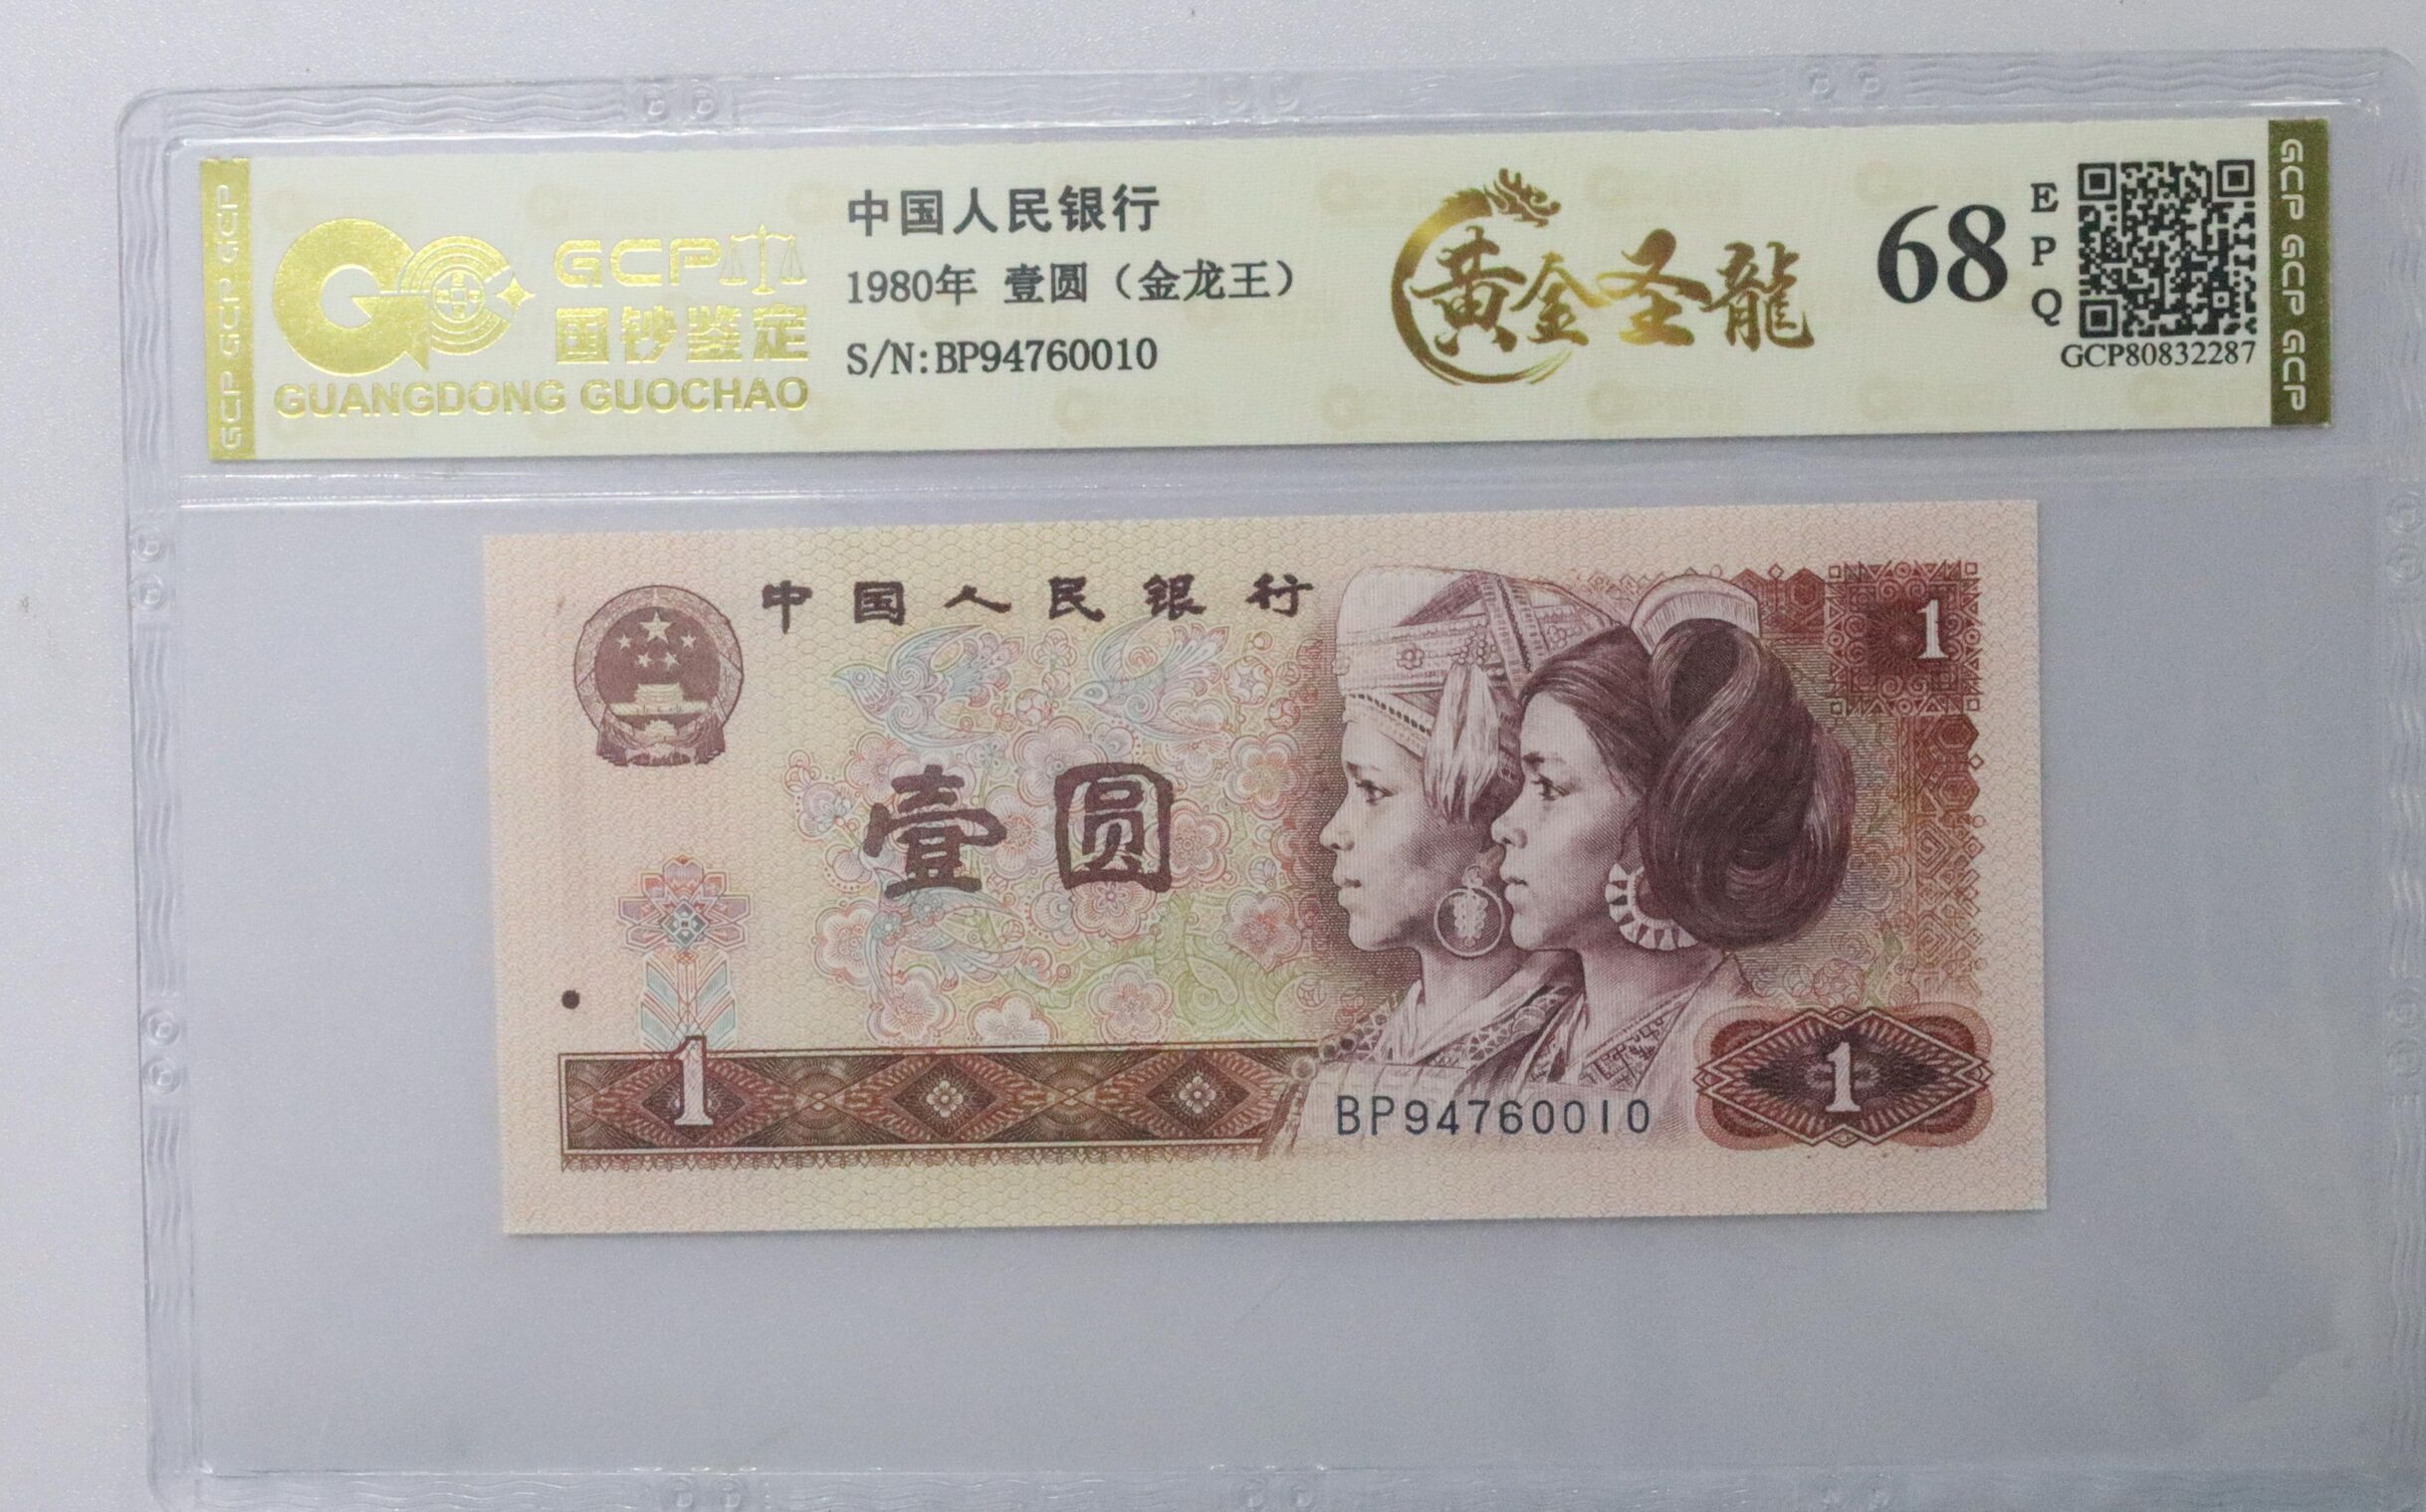 GCP GCP GCP
GCP
国钞鉴定
GUANGDONG GUOCHAO
中国人民银行
1980年 壹圆（金龙王）
S/N:BP94760010
黄金圣龍
68
E
P
Q
GCP80832287
GCP GCP GCP
中国人民银行
1
壹圆
1
BP94760010
1